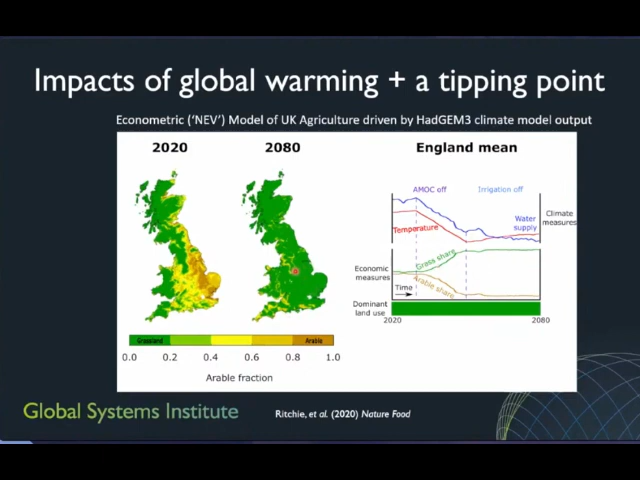 Impacts of global warming + a tipping point
Econometric ('NEV') Model of UK Agriculture driven by HadGEM3 climate model output
2020
2080
England mean
AMOC off
Irrigation off
Water
supply
Climate
measures
Temperature
Grass share
Economic
measures
Arable share
Time
Dominant
land use
2020
2080
Grassland
Arable
0.0 0.2 0.4 0.6 0.8 1.0
Arable fraction
Global Systems Institute
Ritchie, et al. (2020) Nature Food